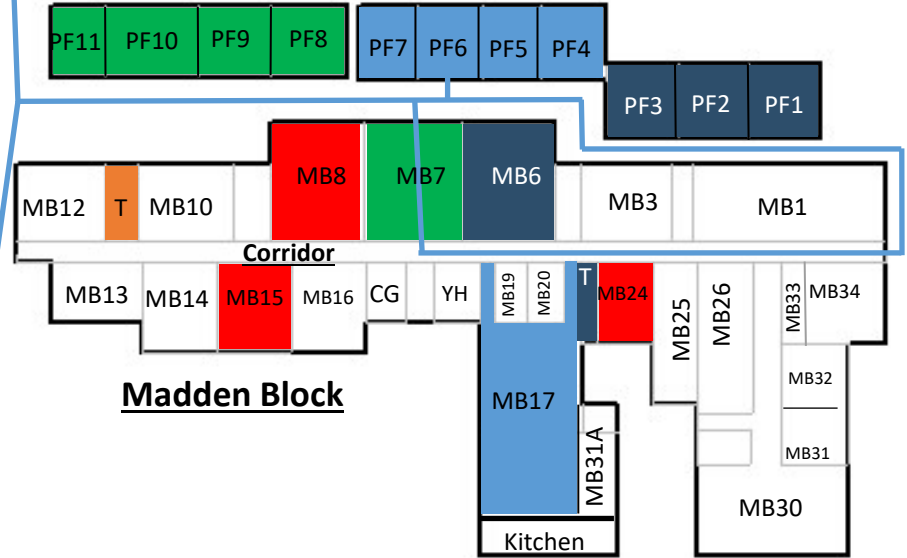 PF11 PF10 PF9 PF8 PF7 PF6 PF5 PF4
PF3 PF2 PF1
MB8 MB7 MB6
MB12 T MB10 MB3 MB1
Corridor
MB13 MB14 MB15 MB16 CG YH MB19 MB20 T MB24 MB25 MB26 MB33 MB34
Madden Block
MB17
MB32
MB31A
MB31
MB30
Kitchen